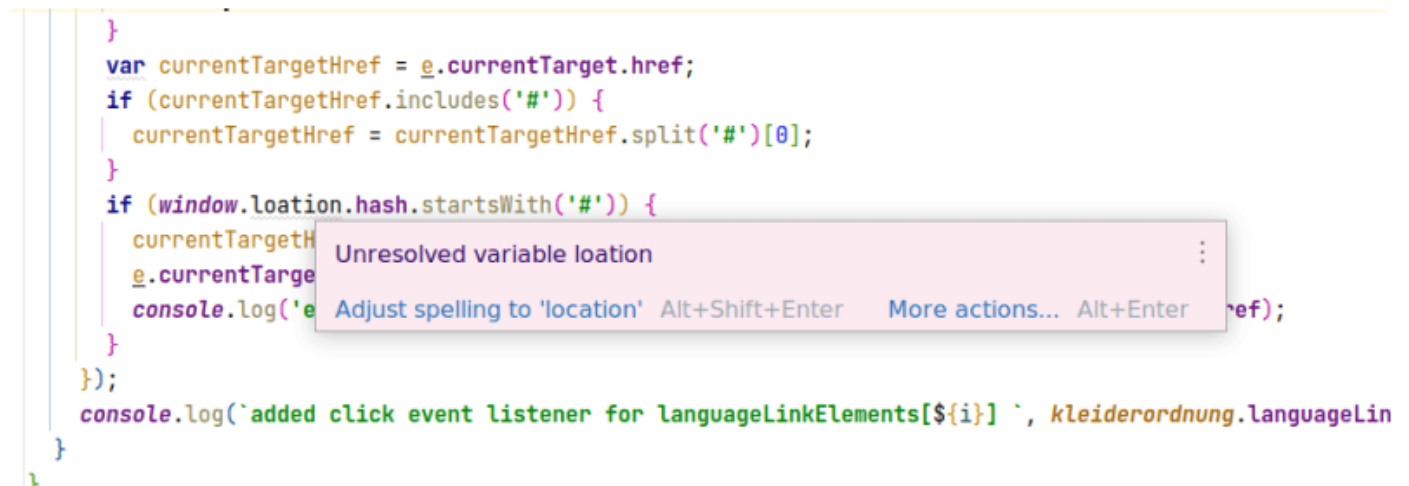 }
var currentTargetHref = e.currentTarget.href;
if (currentTargetHref.includes('#')) {
currentTargetHref = currentTargetHref.split('#')[0];
}
if (window.loation.hash.startsWith('#')) {
currentTargetH
Unresolved variable loation
e.currentTarge
Adjust spelling to 'location' Alt+Shift+Enter More actions... Alt+Enter
console.log('e ref);
}
});
console.log(`added click event listener for languageLinkElements[${i}] `, kleiderordnung.languageLin
}
}